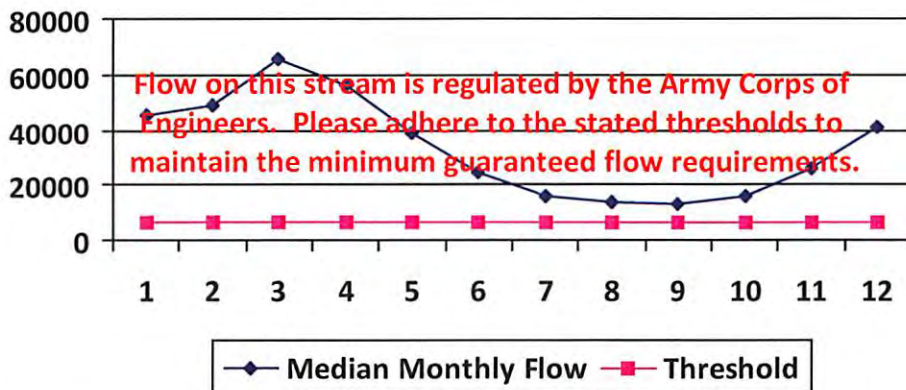 80000
60000
40000
20000
0
Flow on this stream is regulated by the Army Corps of
Engineers. Please adhere to the stated thresholds to
maintain the minimum guaranteed flow requirements.
1 2 3 4 5 6 7 8 9 10 11 12
Median Monthly Flow Threshold